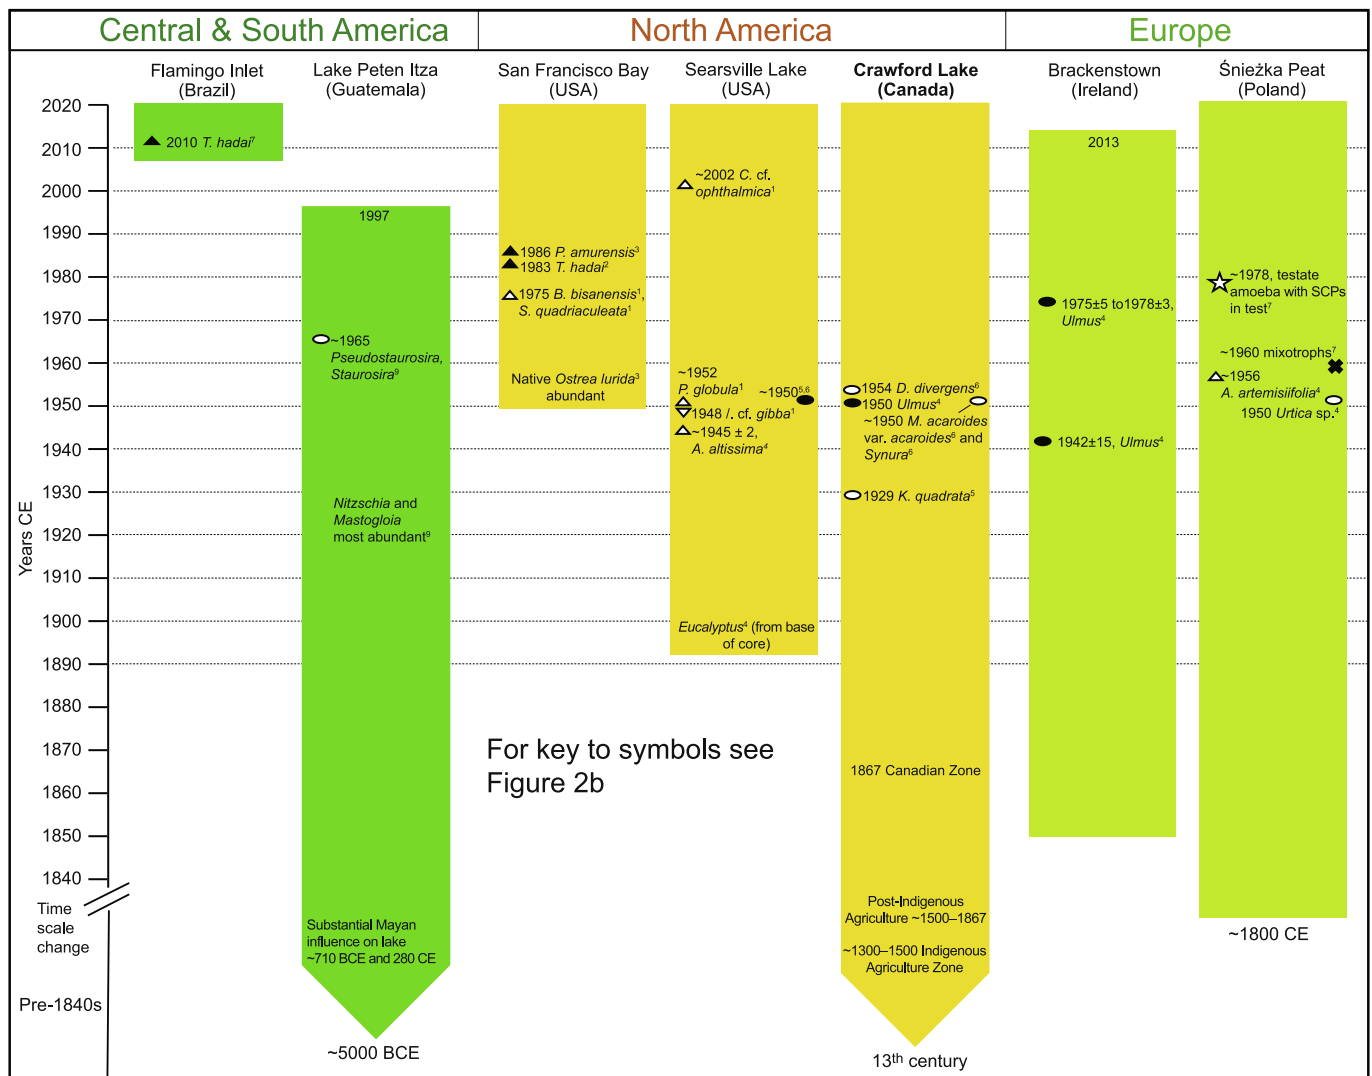 Central & South America
North America
Europe
Flamingo Inlet
(Brazil)
Lake Peten Itza
(Guatemala)
San Francisco Bay
(USA)
Searsville Lake
(USA)
Crawford Lake
(Canada)
Brackenstown
(Ireland)
Śnieżka Peat
(Poland)
Years CE
2020
2010
2000
1990
1980
1970
1960
1950
1940
1930
1920
1910
1900
1890
1880
1870
1860
1850
1840
Time
scale
change
Pre-1840s
2010 T. hadai⁷
1997
~1965
Pseudostaurosira,
Staurosira⁹
Nitzschia and
Mastogloia
most abundant⁹
Substantial Mayan
influence on lake
~710 BCE and 280 CE
~5000 BCE
1986 P. amurensis³
1983 T. hadai²
1975 B. bisanensis¹,
S. quadriaculeata¹
Native Ostrea lurida³
abundant
~2002 C. cf.
ophthalmica¹
~1952
P. globula¹
~1950⁵,⁶
1948 I. cf. gibba¹
~1945 ± 2,
A. altissima⁴
Eucalyptus⁴ (from base
of core)
For key to symbols see
Figure 2b
1954 D. divergens⁶
1950 Ulmus⁴
~1950 M. acaroides
var. acaroides⁶ and
Synura⁶
1929 K. quadrata⁵
1867 Canadian Zone
Post-Indigenous
Agriculture ~1500–1867
~1300–1500 Indigenous
Agriculture Zone
13th century
2013
1975±5 to1978±3,
Ulmus⁴
1942±15, Ulmus⁴
~1978, testate
amoeba with SCPs
in test⁷
~1960 mixotrophs⁷
~1956
A. artemisiifolia⁴
1950 Urtica sp.⁴
~1800 CE